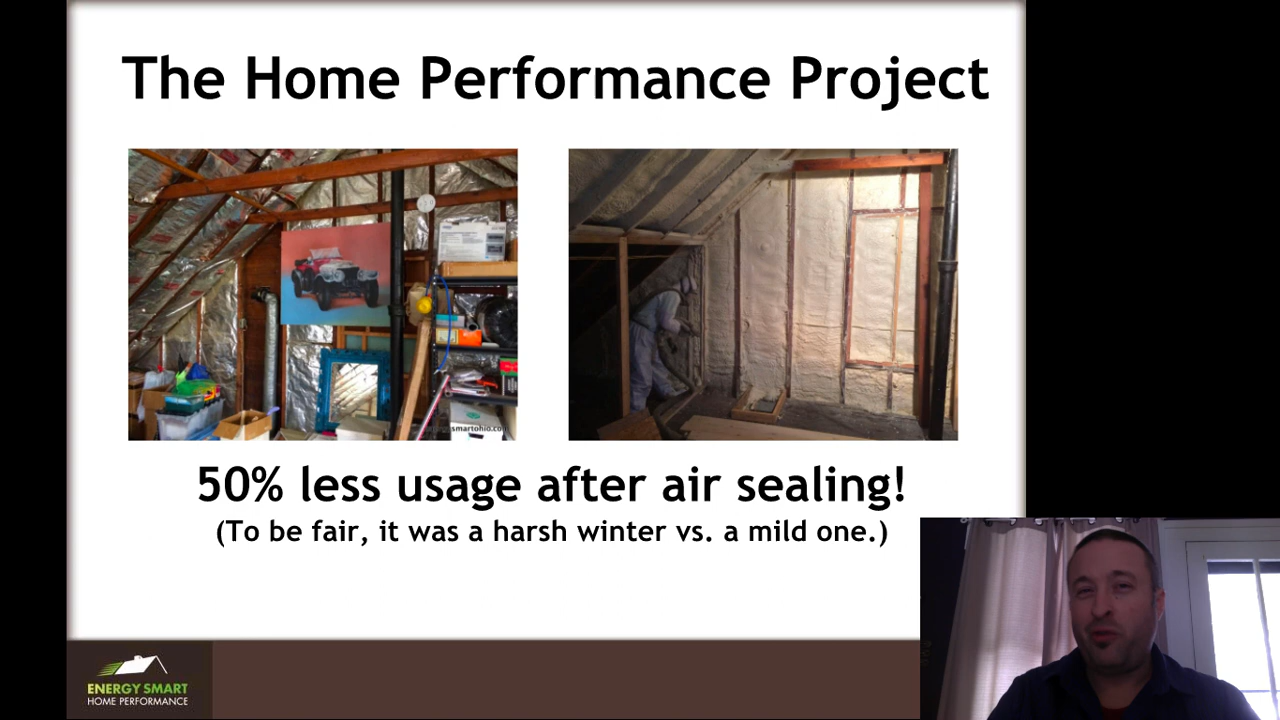 The Home Performance Project
50% less usage after air sealing!
(To be fair, it was a harsh winter vs. a mild one.)
ENERGY SMART
HOME PERFORMANCE